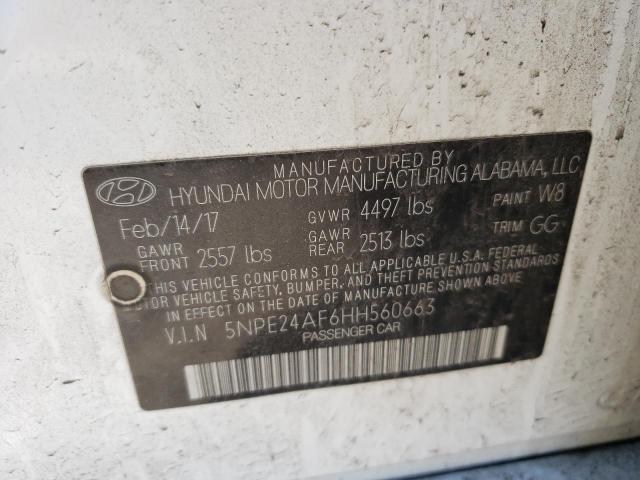 MANUFACTURED BY
HYUNDAI MOTOR MANUFACTURING ALABAMA, LLC
Feb/14/17 GVWR 4497 lbs PAINT W8
GAWR FRONT 2557 lbs GAWR REAR 2513 lbs TRIM GG
THIS VEHICLE CONFORMS TO ALL APPLICABLE U.S.A. FEDERAL
MOTOR VEHICLE SAFETY, BUMPER, AND THEFT PREVENTION STANDARDS
IN EFFECT ON THE DATE OF MANUFACTURE SHOWN ABOVE.
V.I.N 5NPE24AF6HH560663
PASSENGER CAR